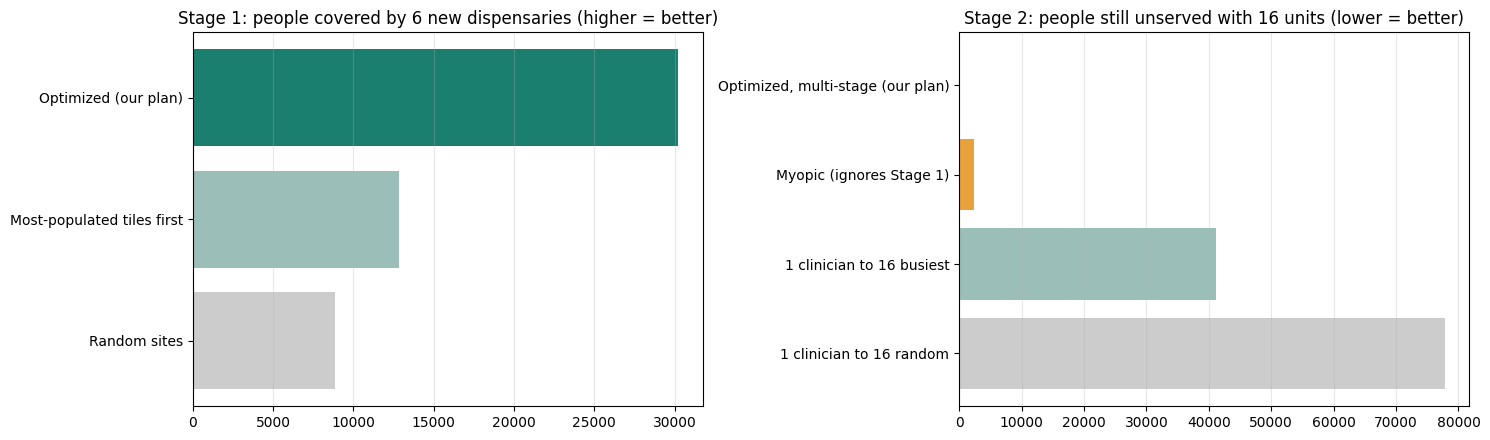 Stage 1: people covered by 6 new dispensaries (higher = better)
Optimized (our plan)
Most-populated tiles first
Random sites
0 5000 10000 15000 20000 25000 30000
Stage 2: people still unserved with 16 units (lower = better)
Optimized, multi-stage (our plan)
Myopic (ignores Stage 1)
1 clinician to 16 busiest
1 clinician to 16 random
0 10000 20000 30000 40000 50000 60000 70000 80000